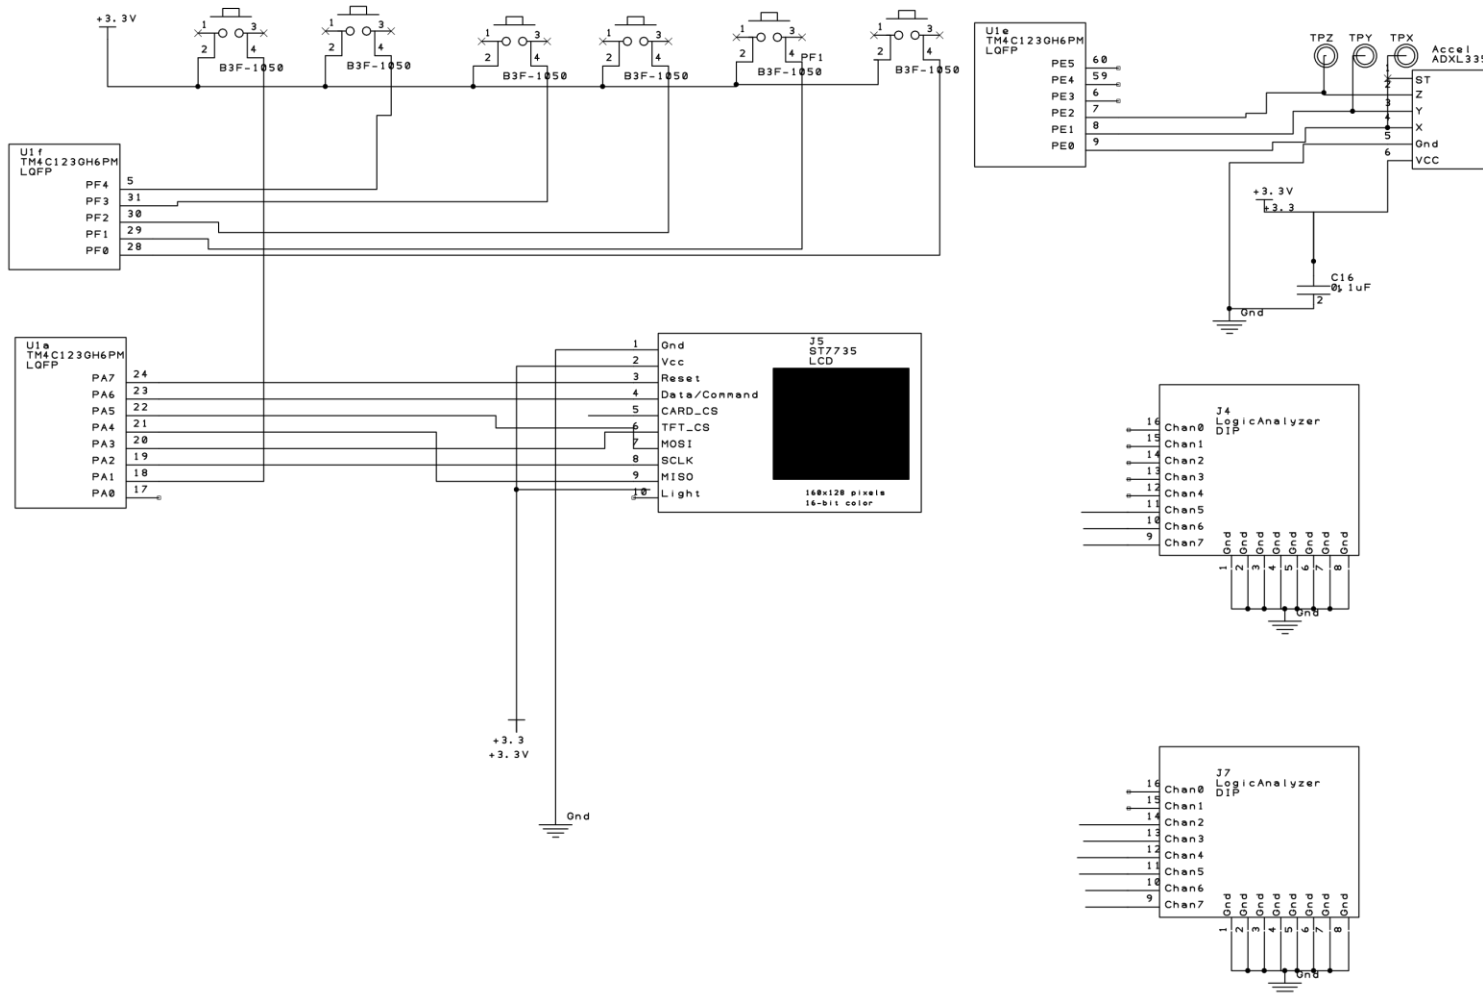 +3.3V
1 3
2 4
B3F-1050
1 3
2 4
B3F-1050
1 3
2 4
B3F-1050
1 3
2 4
B3F-1050
1 3
2 4 PF1
B3F-1050
1 3
2 4
B3F-1050
U1f
TM4C123GH6PM
LQFP
PF4 5
PF3 31
PF2 30
PF1 29
PF0 28
U1e
TM4C123GH6PM
LQFP
PE5 60
PE4 59
PE3 6
PE2 7
PE1 8
PE0 9
TPZ TPY TPX
Accel
ADXL335
1 ST
2 Z
3 Y
4 X
5 Gnd
6 VCC
+3.3V
+3.3
C16
0.1uF
2
Gnd
U1a
TM4C123GH6PM
LQFP
PA7 24
PA6 23
PA5 22
PA4 21
PA3 20
PA2 19
PA1 18
PA0 17
J5
ST7735
LCD
1 Gnd
2 Vcc
3 Reset
4 Data/Command
5 CARD_CS
6 TFT_CS
7 MOSI
8 SCLK
9 MISO
10 Light
160x128 pixels
16-bit color
+3.3
+3.3V
Gnd
J4
LogicAnalyzer
DIP
16 Chan0
15 Chan1
14 Chan2
13 Chan3
12 Chan4
11 Chan5
10 Chan6
9 Chan7
Gnd Gnd Gnd Gnd Gnd Gnd Gnd Gnd
1 2 3 4 5 6 7 8
Gnd
J7
LogicAnalyzer
DIP
16 Chan0
15 Chan1
14 Chan2
13 Chan3
12 Chan4
11 Chan5
10 Chan6
9 Chan7
Gnd Gnd Gnd Gnd Gnd Gnd Gnd Gnd
1 2 3 4 5 6 7 8
Gnd